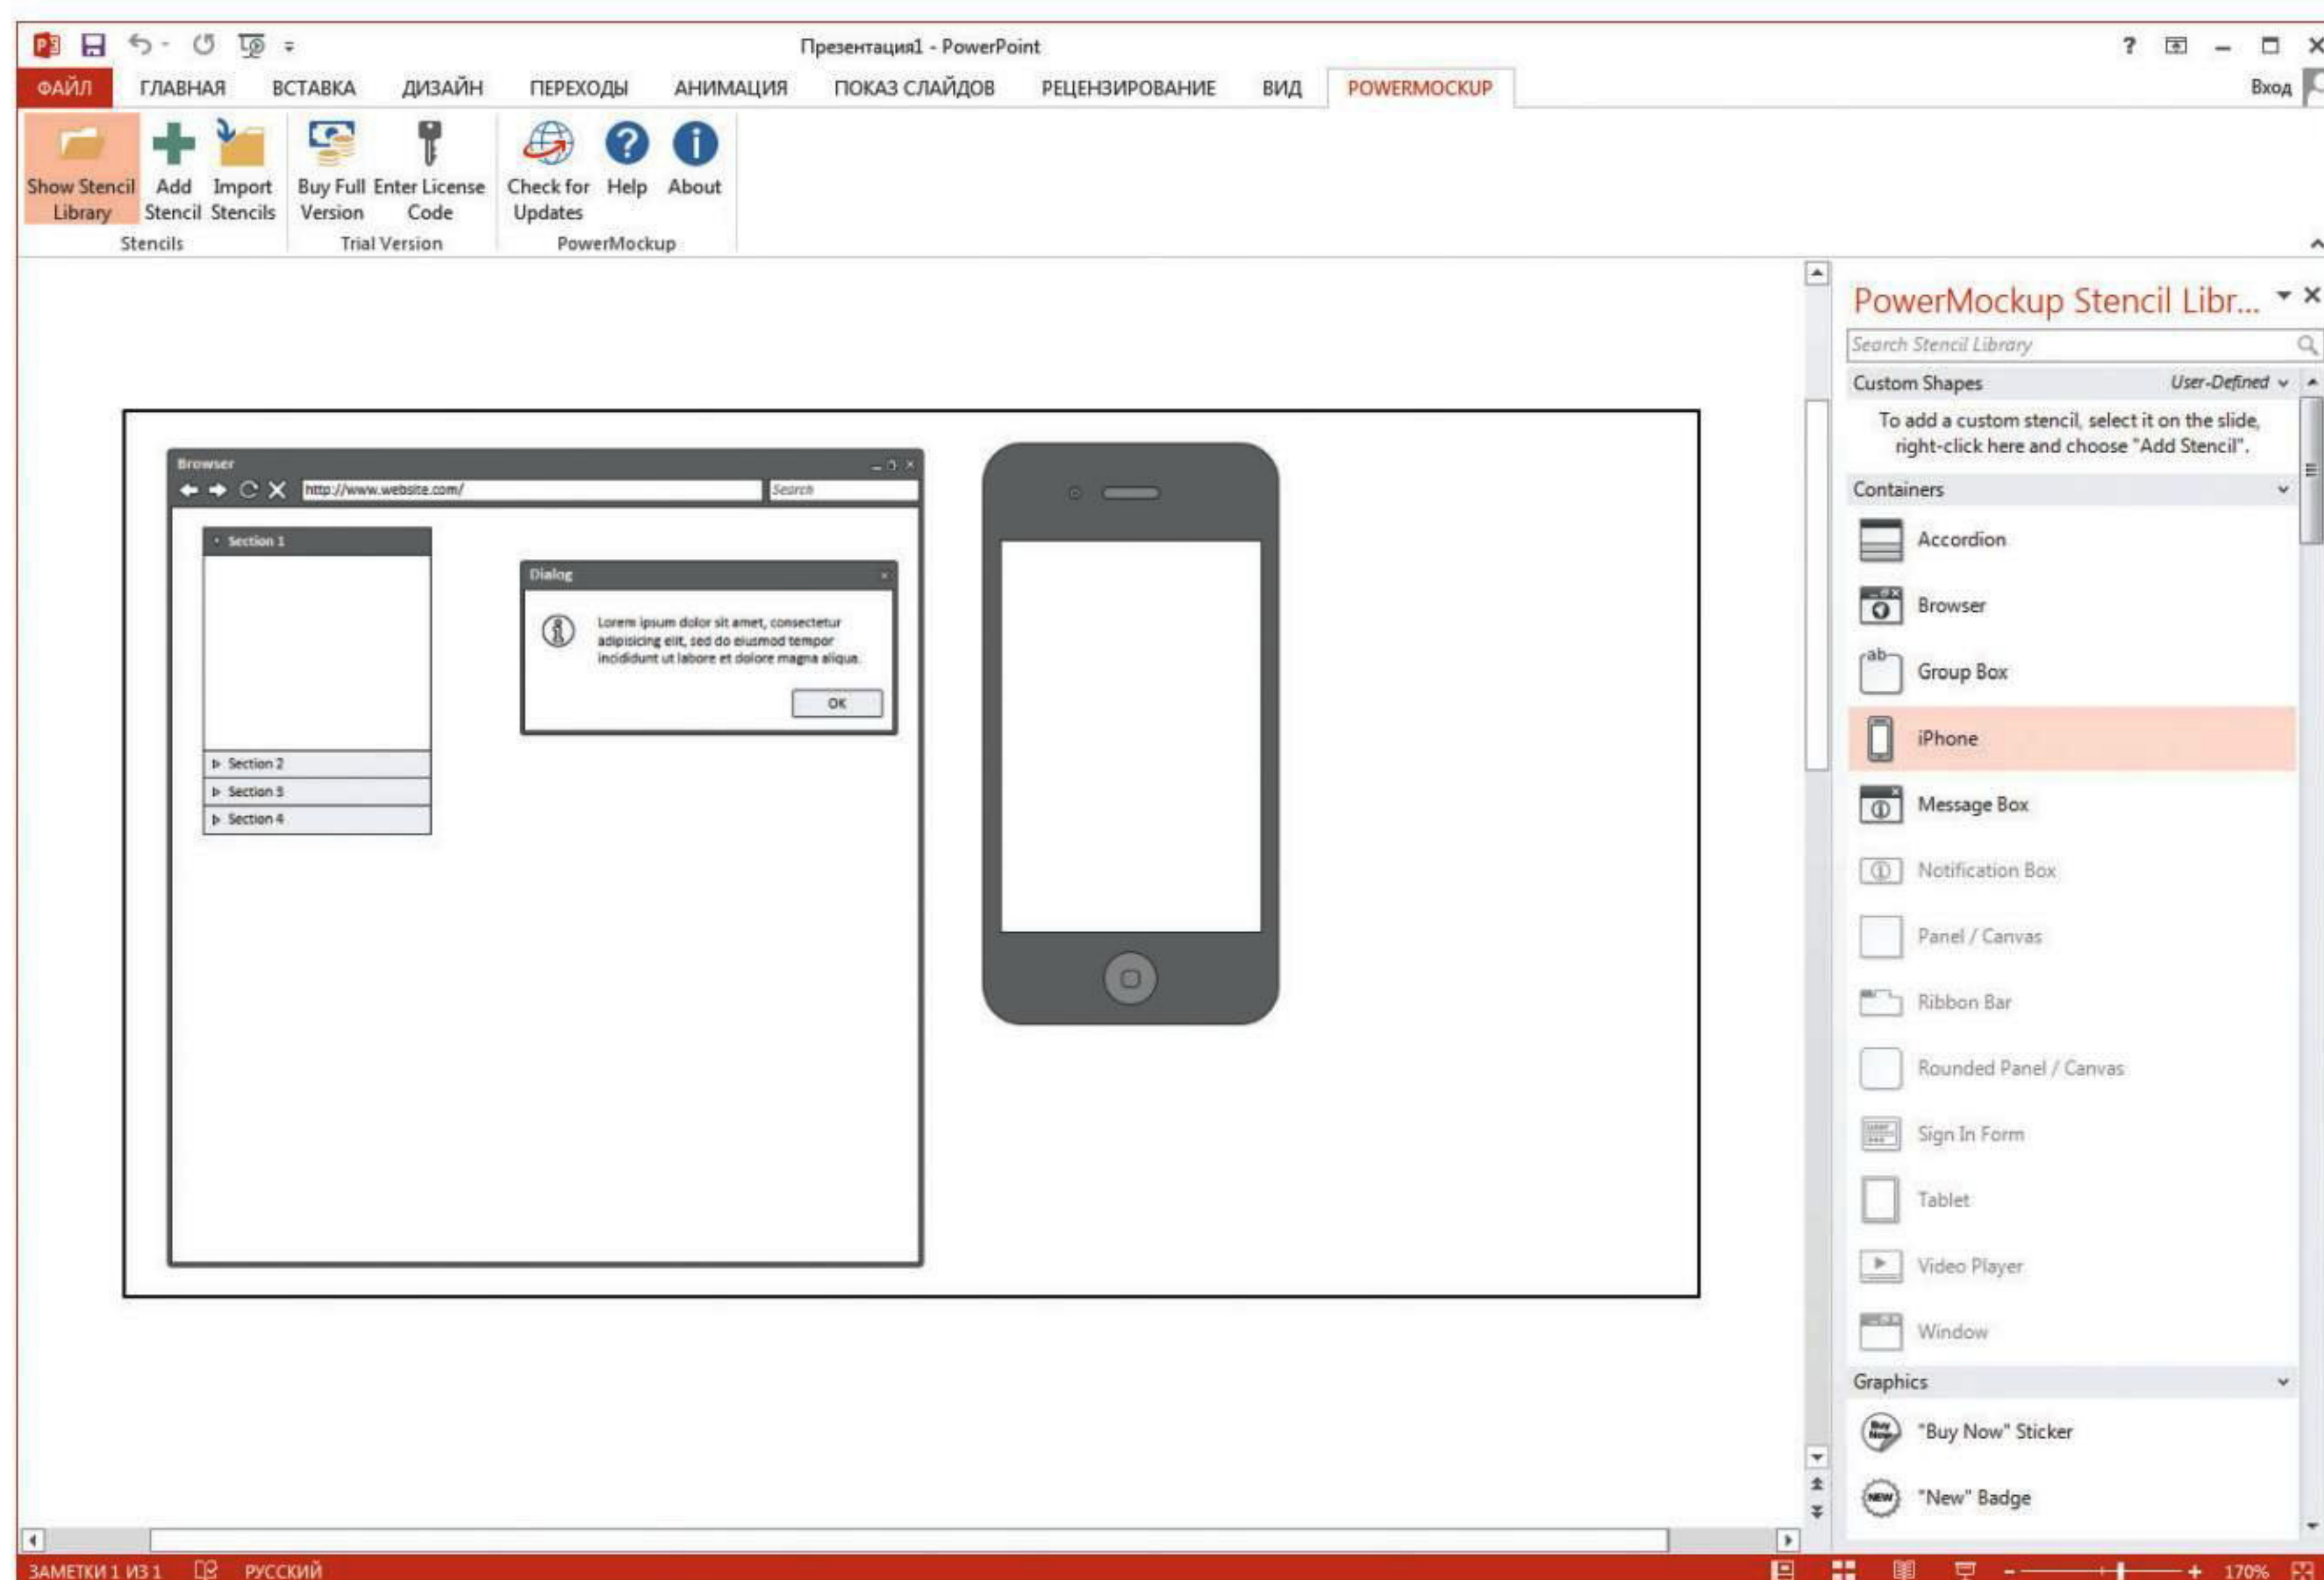 Презентация1 - PowerPoint
ФАЙЛ ГЛАВНАЯ ВСТАВКА ДИЗАЙН ПЕРЕХОДЫ АНИМАЦИЯ ПОКАЗ СЛАЙДОВ РЕЦЕНЗИРОВАНИЕ ВИД POWERMOCKUP Вход
Show Stencil Library
Add Stencil
Import Stencils
Buy Full Version
Enter License Code
Check for Updates
Help
About
Stencils Trial Version PowerMockup
Browser
http://www.website.com/ Search
Section 1
Section 2
Section 3
Section 4
Dialog
Lorem ipsum dolor sit amet, consectetur
adipisicing elit, sed do eiusmod tempor
incididunt ut labore et dolore magna aliqua.
OK
PowerMockup Stencil Libr...
Search Stencil Library
Custom Shapes User-Defined
To add a custom stencil, select it on the slide,
right-click here and choose "Add Stencil".
Containers
Accordion
Browser
ab
Group Box
iPhone
Message Box
Notification Box
Panel / Canvas
Ribbon Bar
Rounded Panel / Canvas
Sign In Form
Tablet
Video Player
Window
Graphics
Buy Now
"Buy Now" Sticker
NEW
"New" Badge
ЗАМЕТКИ 1 ИЗ 1 РУССКИЙ 170%